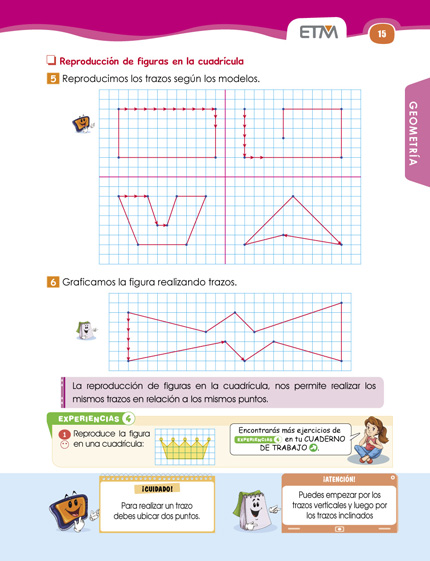 ETM
15
Reproducción de figuras en la cuadrícula
5 Reproducimos los trazos según los modelos.
GEOMETRÍA
6 Graficamos la figura realizando trazos.
La reproducción de figuras en la cuadrícula, nos permite realizar los
mismos trazos en relación a los mismos puntos.
EXPERIENCIAS 4
1 Reproduce la figura
en una cuadrícula:
Encontrarás más ejercicios de
EXPERIENCIAS 4 en tu CUADERNO
DE TRABAJO
¡CUIDADO!
Para realizar un trazo
debes ubicar dos puntos.
¡ATENCIÓN!
Puedes empezar por los
trazos verticales y luego por
los trazos inclinados